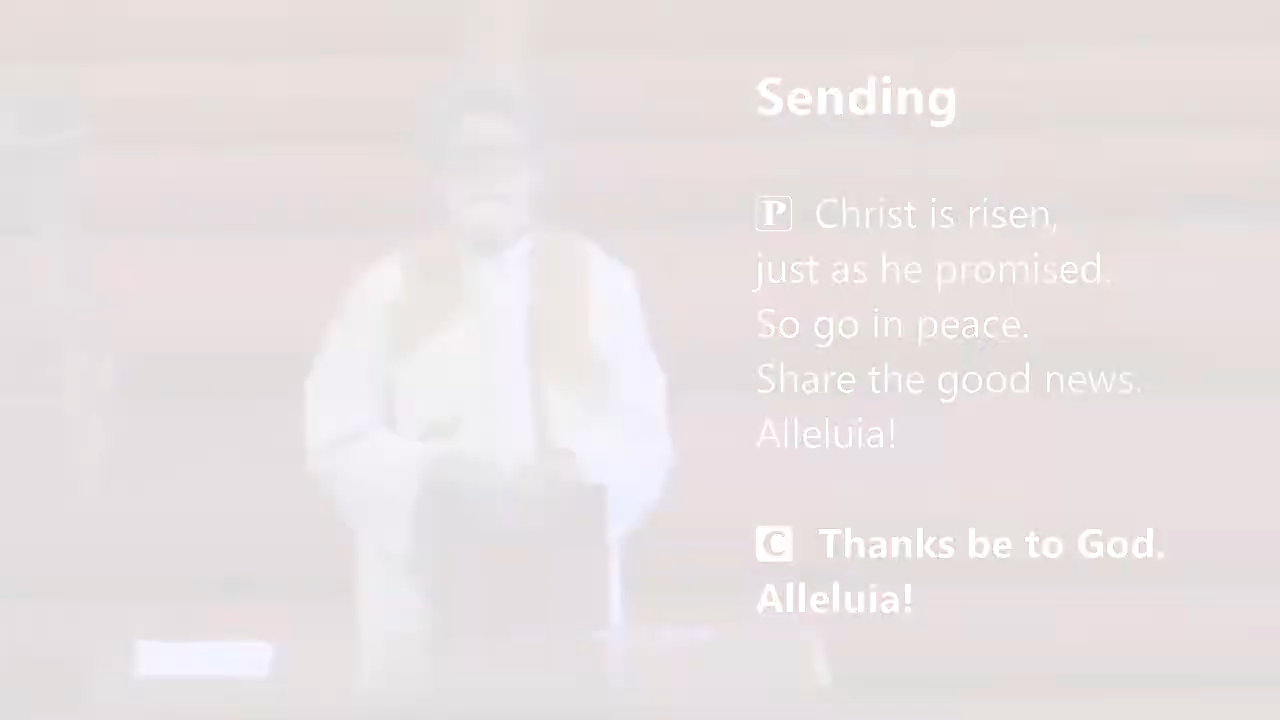 Sending
P Christ is risen,
just as he promised.
So go in peace.
Share the good news.
Alleluia!
C Thanks be to God.
Alleluia!